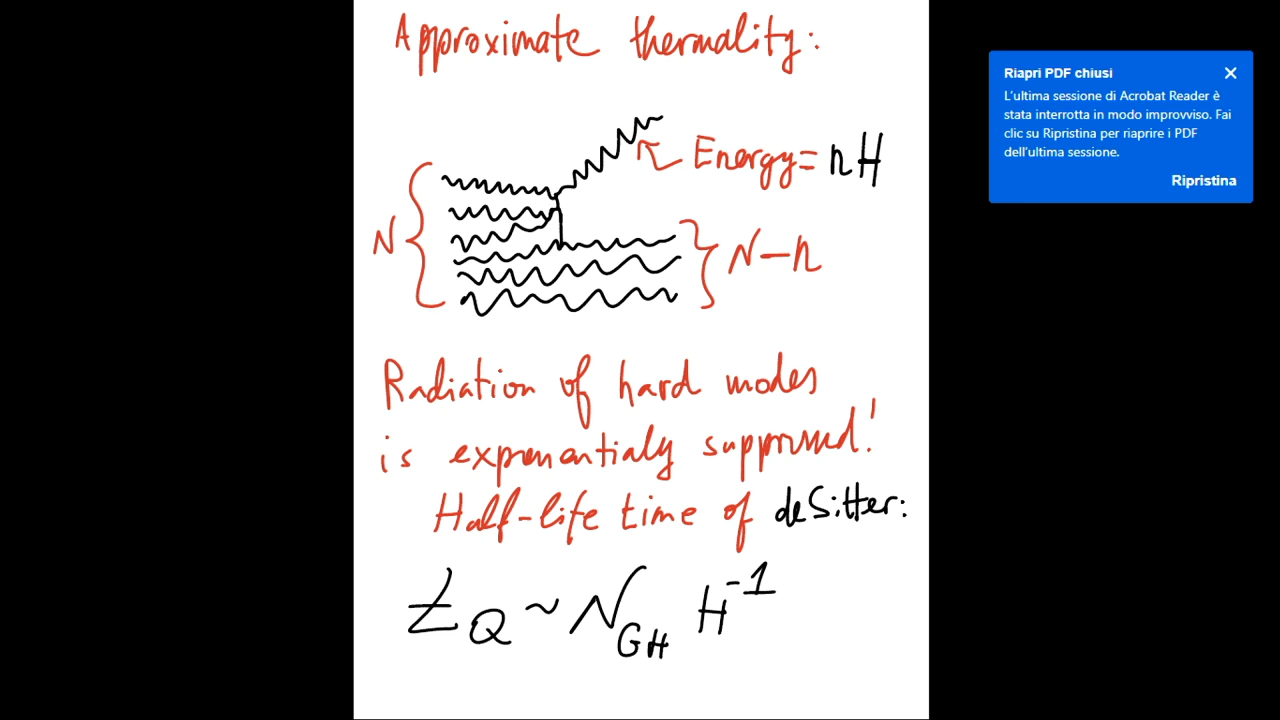 Approximate thermality:
Energy = nH
N
N-n
Radiation of hard modes
is exponentialy suppressed!
Half-life time of deSitter:
t_Q ~ N_GH H^-1
Riapri PDF chiusi
L'ultima sessione di Acrobat Reader è
stata interrotta in modo improvviso. Fai
clic su Ripristina per riaprire i PDF
dell'ultima sessione.
Ripristina